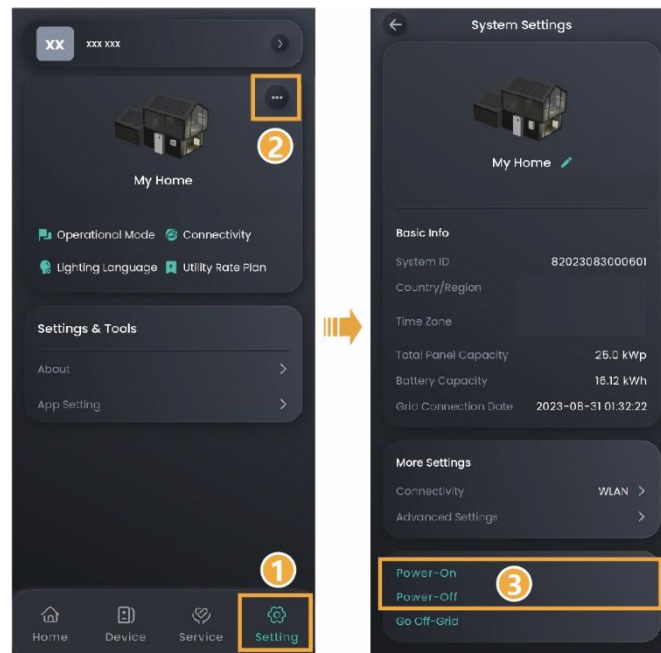 XX xxx xxx
...
2
My Home
Operational Mode Connectivity
Lighting Language Utility Rate Plan
Settings & Tools
About
App Setting
1
Home Device Service Setting
System Settings
My Home
Basic Info
System ID 82023083000601
Country/Region
Time Zone
Total Panel Capacity 25.0 kWp
Battery Capacity 16.12 kWh
Grid Connection Date 2023-08-31 01:32:22
More Settings
Connectivity WLAN
Advanced Settings
Power-On
3
Power-Off
Go Off-Grid